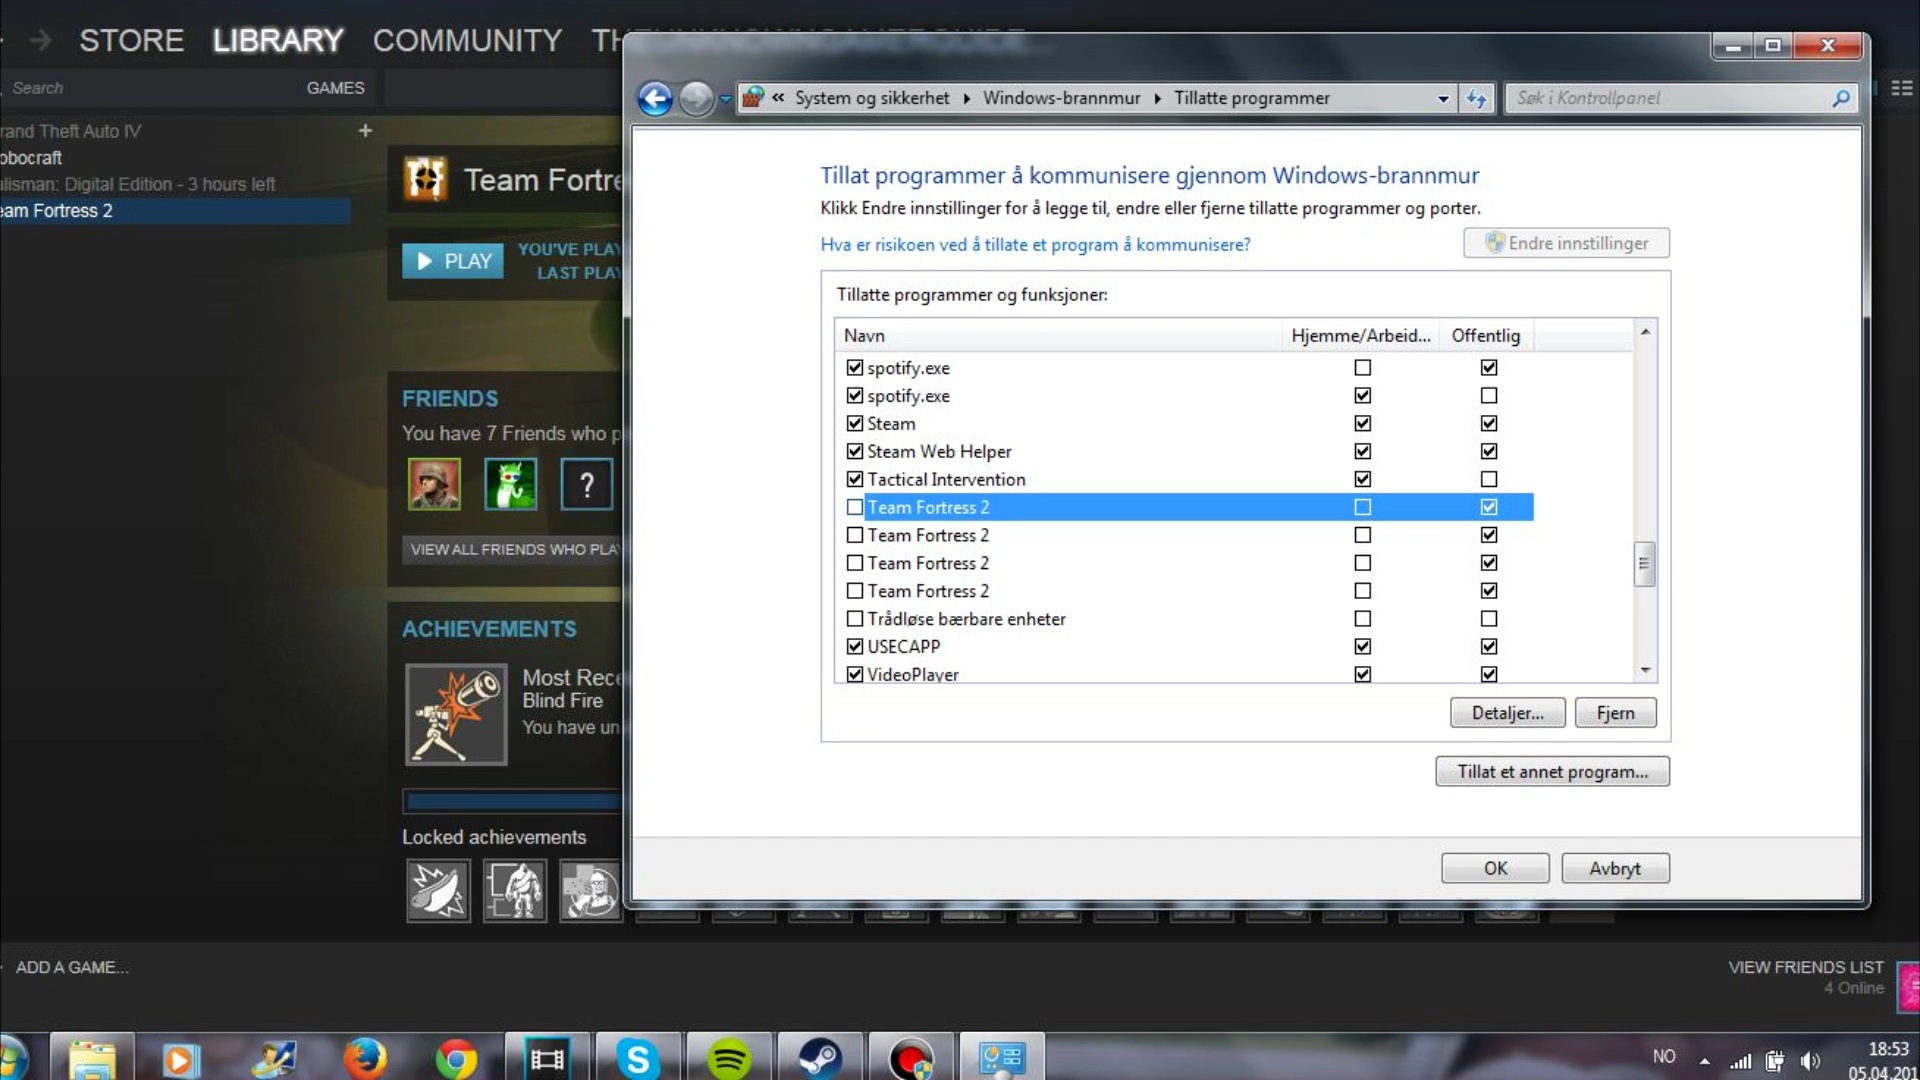 STORE LIBRARY COMMUNITY
Search GAMES
rand Theft Auto IV +
obocraft
alisman: Digital Edition - 3 hours left
eam Fortress 2
Team Fortre
PLAY
YOU'VE PLAY
LAST PLAY
FRIENDS
You have 7 Friends who p
?
VIEW ALL FRIENDS WHO PLAY
ACHIEVEMENTS
Most Rece
Blind Fire
You have un
Locked achievements
ADD A GAME...
VIEW FRIENDS LIST
4 Online
« System og sikkerhet Windows-brannmur Tillatte programmer
Søk i Kontrollpanel
Tillat programmer å kommunisere gjennom Windows-brannmur
Klikk Endre innstillinger for å legge til, endre eller fjerne tillatte programmer og porter.
Hva er risikoen ved å tillate et program å kommunisere?
Endre innstillinger
Tillatte programmer og funksjoner:
Navn Hjemme/Arbeid... Offentlig
spotify.exe
spotify.exe
Steam
Steam Web Helper
Tactical Intervention
Team Fortress 2
Team Fortress 2
Team Fortress 2
Team Fortress 2
Trådløse bærbare enheter
USECAPP
VideoPlayer
Detaljer... Fjern
Tillat et annet program...
OK Avbryt
NO
18:53
05.04.201